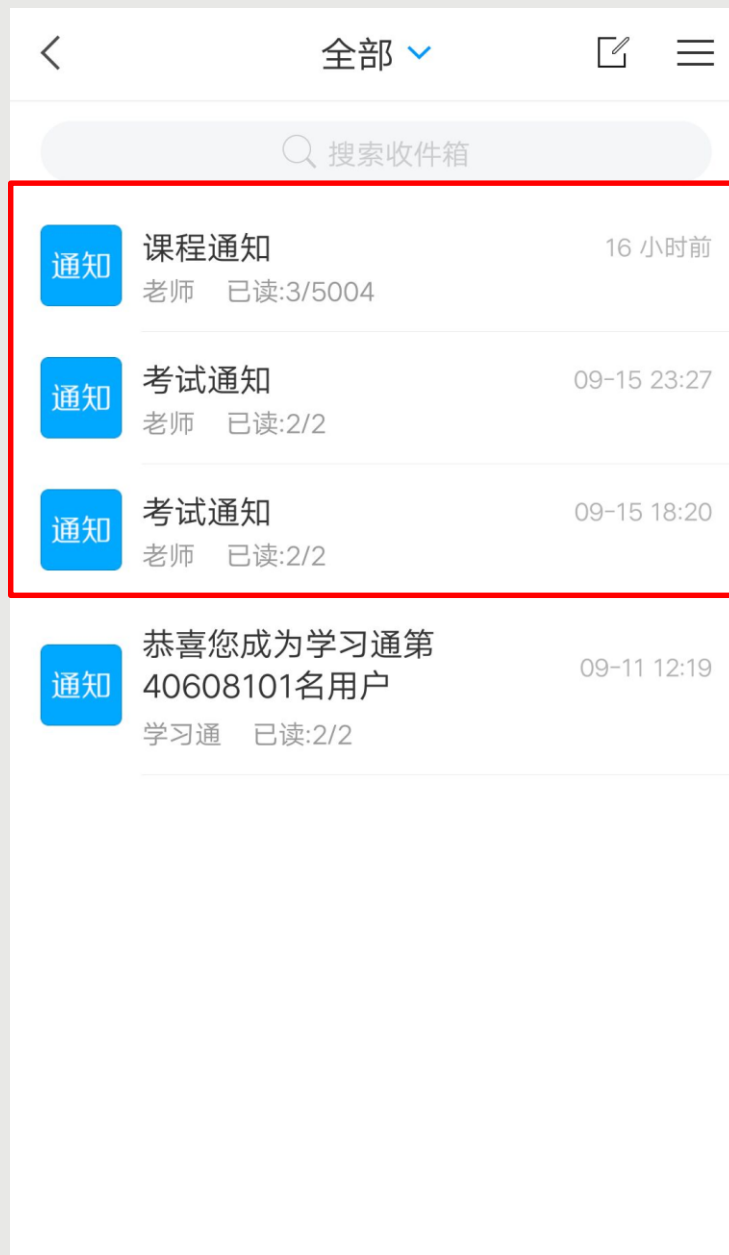 全部
搜索收件箱
通知
课程通知
16 小时前
老师 已读:3/5004
通知
考试通知
09-15 23:27
老师 已读:2/2
通知
考试通知
09-15 18:20
老师 已读:2/2
通知
恭喜您成为学习通第
40608101名用户
09-11 12:19
学习通 已读:2/2